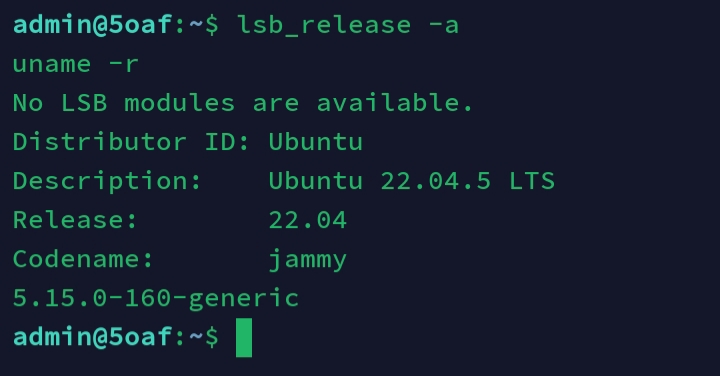 admin@5oaf:~$ lsb_release -a
uname -r
No LSB modules are available.
Distributor ID: Ubuntu
Description:    Ubuntu 22.04.5 LTS
Release:        22.04
Codename:       jammy
5.15.0-160-generic
admin@5oaf:~$